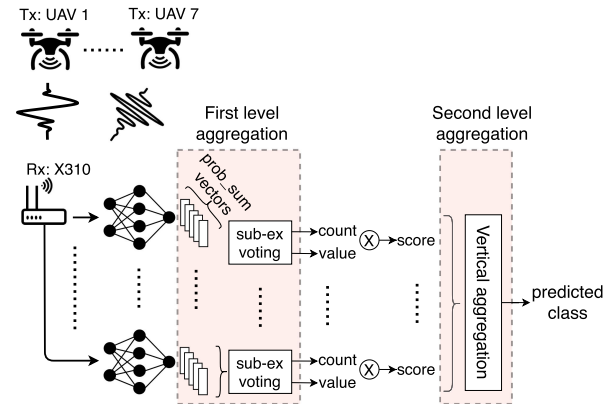 Tx: UAV 1
Tx: UAV 7
First level
aggregation
Second level
aggregation
Rx: X310
prob_sum
vectors
sub-ex
voting
count
value
X
score
Vertical aggregation
predicted
class
sub-ex
voting
count
value
X
score